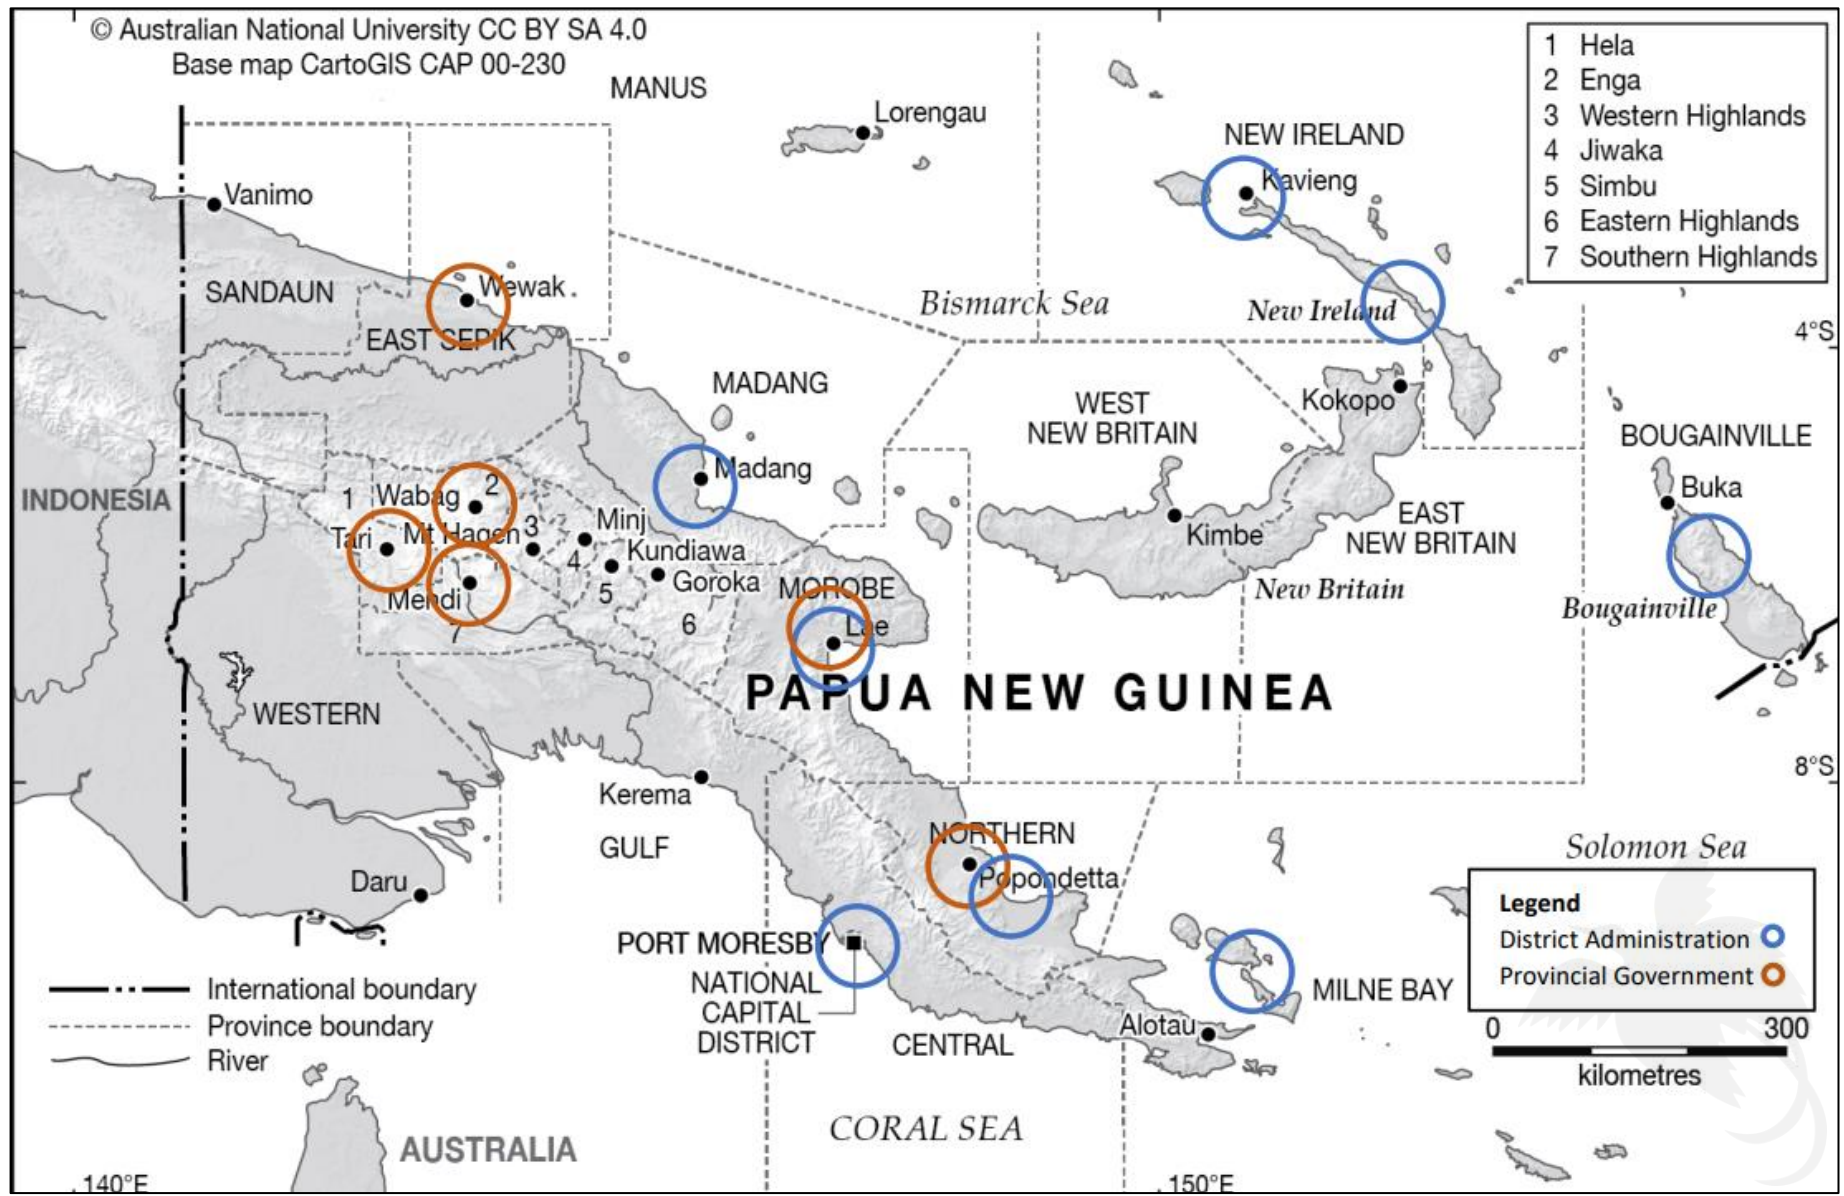 © Australian National University CC BY SA 4.0
Base map CartoGIS CAP 00-230
MANUS
Lorengau
NEW IRELAND
Kavieng
1 Hela
2 Enga
3 Western Highlands
4 Jiwaka
5 Simbu
6 Eastern Highlands
7 Southern Highlands
Vanimo
SANDAUN
Wewak
EAST SEPIK
Bismarck Sea
New Ireland
4°S
MADANG
Madang
WEST
NEW BRITAIN
Kokopo
BOUGAINVILLE
Buka
INDONESIA
1
Wabag
2
Tari
Mt Hagen
3
Minj
4
Kundiawa
5
Goroka
Mendi
7
6
MOROBE
Lae
Kimbe
EAST
NEW BRITAIN
New Britain
Bougainville
PAPUA NEW GUINEA
WESTERN
8°S
Kerema
GULF
Daru
NORTHERN
Popondetta
Solomon Sea
PORT MORESBY
NATIONAL
CAPITAL
DISTRICT
CENTRAL
Alotau
MILNE BAY
Legend
District Administration
Provincial Government
0 300
kilometres
International boundary
Province boundary
River
CORAL SEA
AUSTRALIA
140°E
150°E